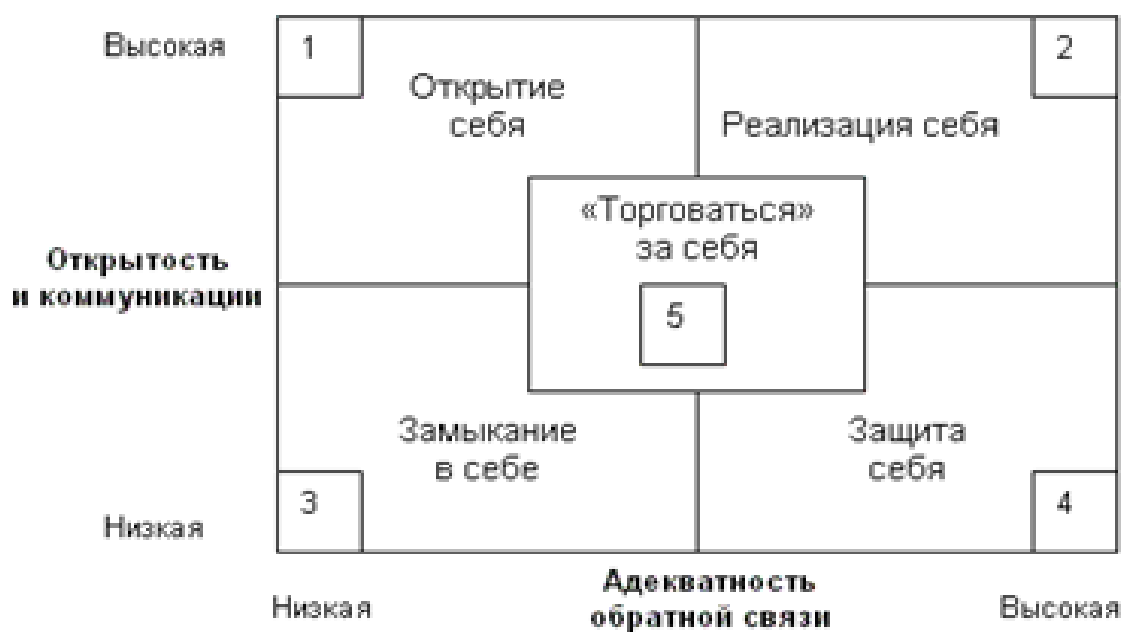 Высокая
1
2
Открытие
себя
Реализация себя
«Торговаться»
за себя
Открытость
и коммуникации
5
Замыкание
в себе
Защита
себя
3
4
Низкая
Низкая
Адекватность
обратной связи
Высокая